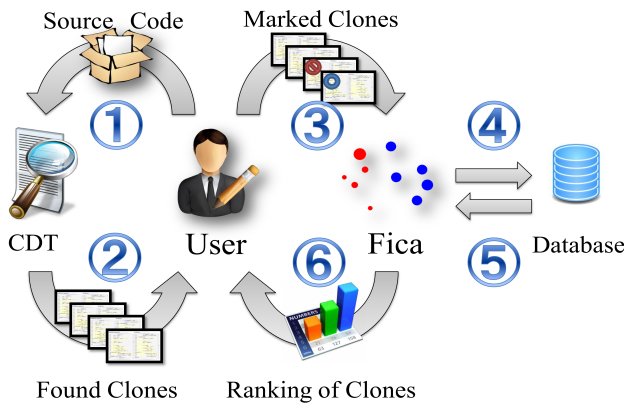 Source Code
Marked Clones
1
3
4
CDT
User
Fica
Database
2
6
5
NUMBERS
Found Clones
Ranking of Clones